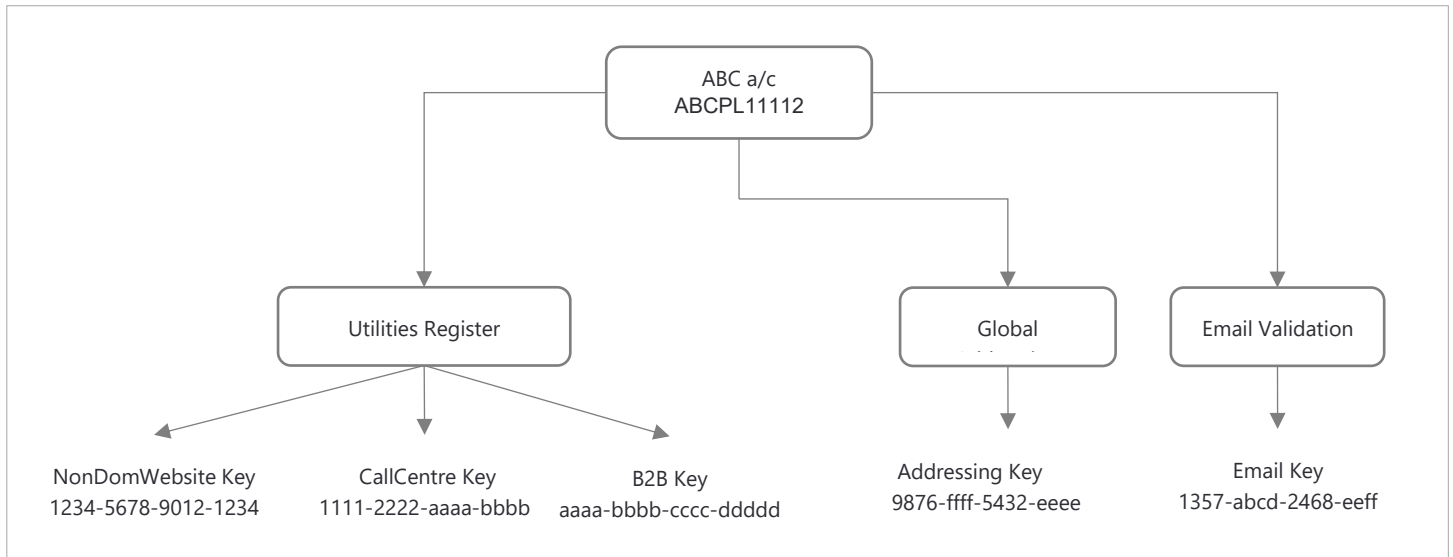 ABC a/c
ABCPL11112
Utilities Register
Global
Email Validation
NonDomWebsite Key
1234-5678-9012-1234
CallCentre Key
1111-2222-aaaa-bbbb
B2B Key
aaaa-bbbb-cccc-ddddd
Addressing Key
9876-ffff-5432-eeee
Email Key
1357-abcd-2468-eeff